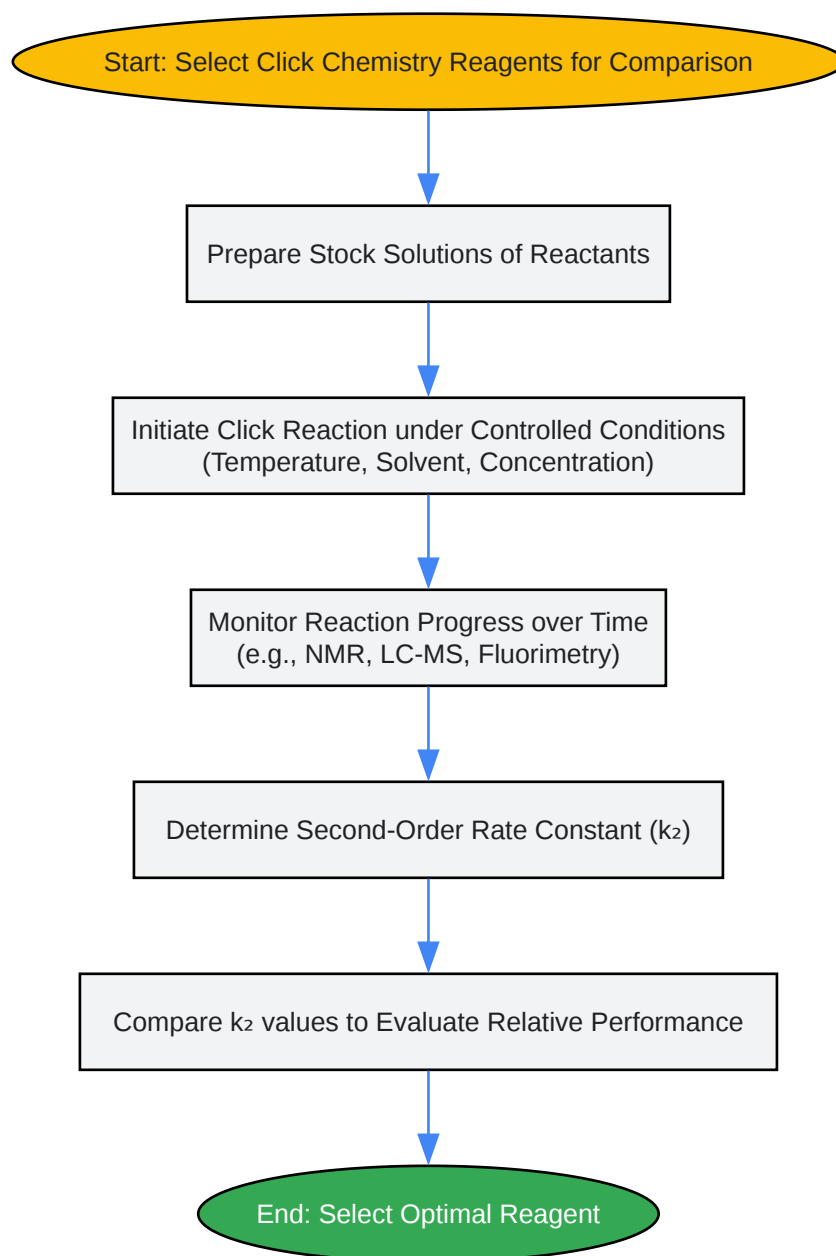 Start: Select Click Chemistry Reagents for Comparison
Prepare Stock Solutions of Reactants
Initiate Click Reaction under Controlled Conditions
(Temperature, Solvent, Concentration)
Monitor Reaction Progress over Time
(e.g., NMR, LC-MS, Fluorimetry)
Determine Second-Order Rate Constant (k₂)
Compare k₂ values to Evaluate Relative Performance
End: Select Optimal Reagent